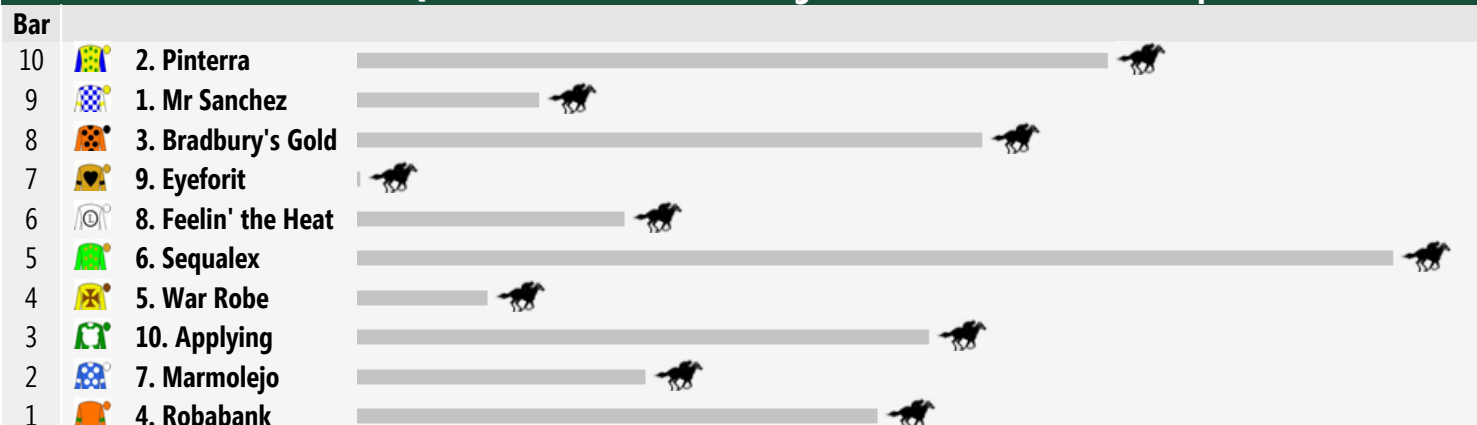 Bar
10 2. Pinterra
9 1. Mr Sanchez
8 3. Bradbury's Gold
7 9. Eyeforit
6 8. Feelin' the Heat
5 6. Sequalex
4 5. War Robe
3 10. Applying
2 7. Marmolejo
1 4. Robabank